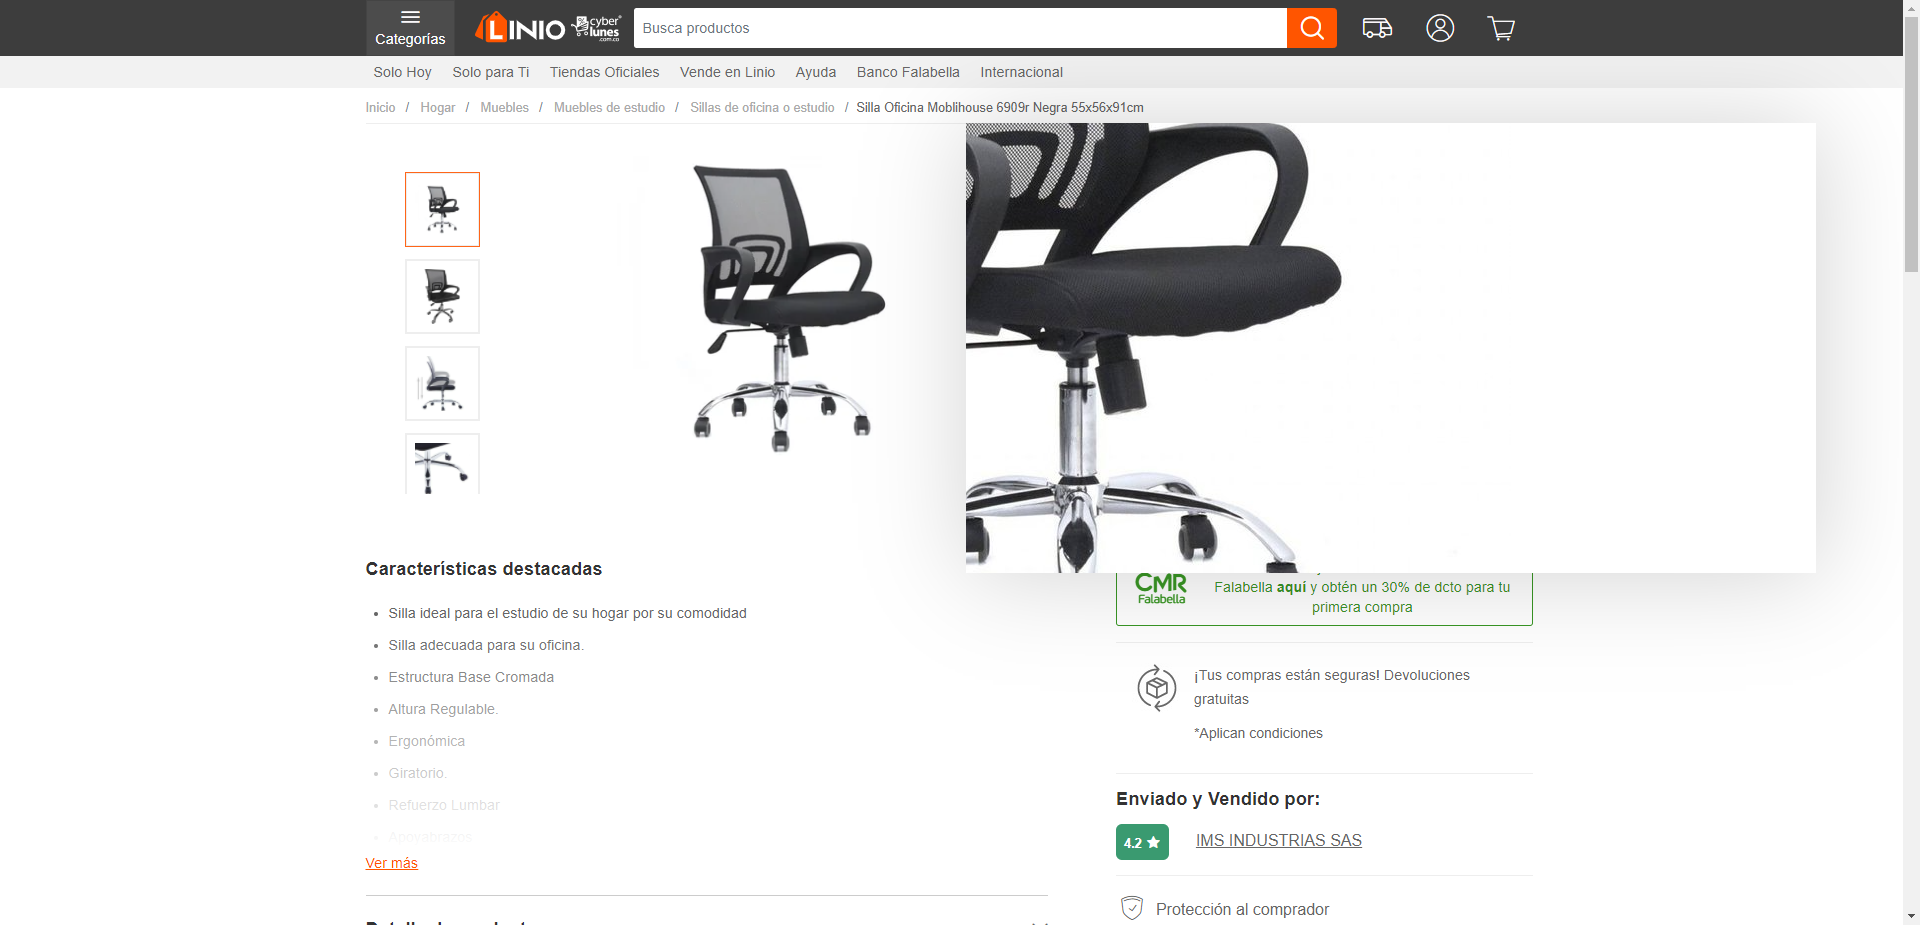 Categorías
LINIO
cyber
lunes
.com.co
Busca productos
Solo Hoy
Solo para Ti
Tiendas Oficiales
Vende en Linio
Ayuda
Banco Falabella
Internacional
Inicio / Hogar / Muebles / Muebles de estudio / Sillas de oficina o estudio / Silla Oficina Moblihouse 6909r Negra 55x56x91cm
Características destacadas
Silla ideal para el estudio de su hogar por su comodidad
Silla adecuada para su oficina.
Estructura Base Cromada
Altura Regulable.
Ergonómica
Giratorio.
Refuerzo Lumbar
Apoyabrazos
Ver más
CMR
Falabella
Falabella aquí y obtén un 30% de dcto para tu
primera compra
¡Tus compras están seguras! Devoluciones
gratuitas
*Aplican condiciones
Enviado y Vendido por:
4.2
IMS INDUSTRIAS SAS
Protección al comprador